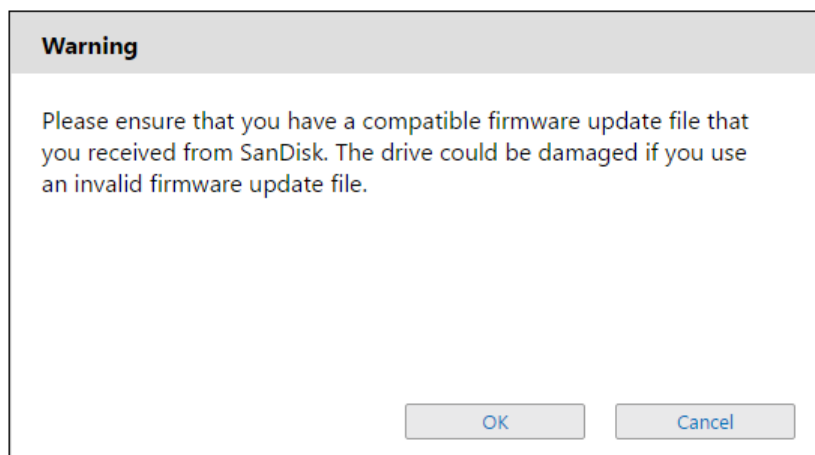 Warning
Please ensure that you have a compatible firmware update file that
you received from SanDisk. The drive could be damaged if you use
an invalid firmware update file.
OK
Cancel